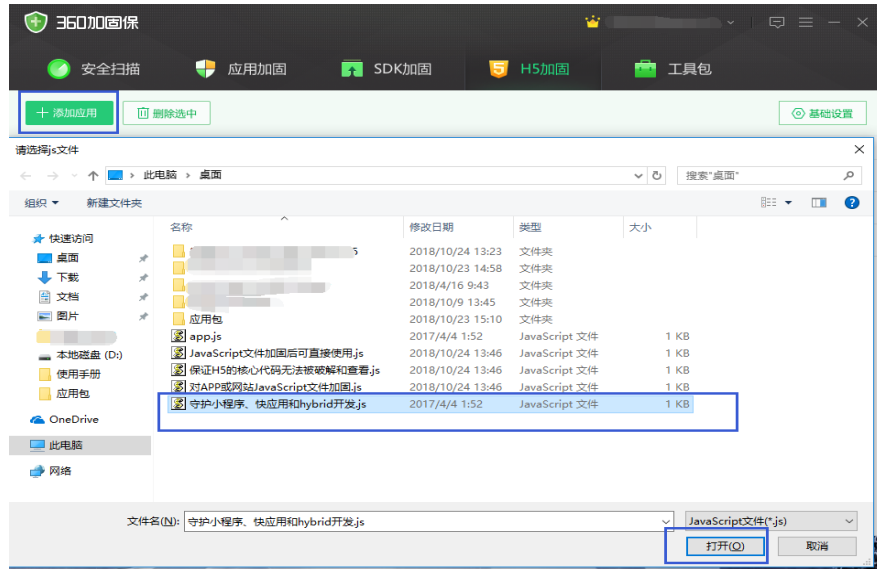 360加固保
安全扫描 应用加固 SDK加固 H5加固 工具包
添加应用 删除选中 基础设置
请选择js文件
此电脑 › 桌面 搜索"桌面"
组织 新建文件夹
名称 修改日期 类型 大小
快速访问
桌面
下载
文档
图片
本地磁盘 (D:)
使用手册
应用包
OneDrive
此电脑
网络
5 2018/10/24 13:23 文件夹
2018/10/23 14:58 文件夹
2018/4/16 9:43 文件夹
2018/10/9 13:45 文件夹
应用包 2018/10/23 15:10 文件夹
app.js 2017/4/4 1:52 JavaScript 文件 1 KB
JavaScript文件加固后可直接使用.js 2018/10/24 13:46 JavaScript 文件 1 KB
保证H5的核心代码无法被破解和查看.js 2018/10/24 13:46 JavaScript 文件 1 KB
对APP或网站JavaScript文件加固.js 2018/10/24 13:46 JavaScript 文件 1 KB
守护小程序、快应用和hybrid开发.js 2017/4/4 1:52 JavaScript 文件 1 KB
文件名(N): 守护小程序、快应用和hybrid开发.js JavaScript文件(*.js)
打开(O) 取消